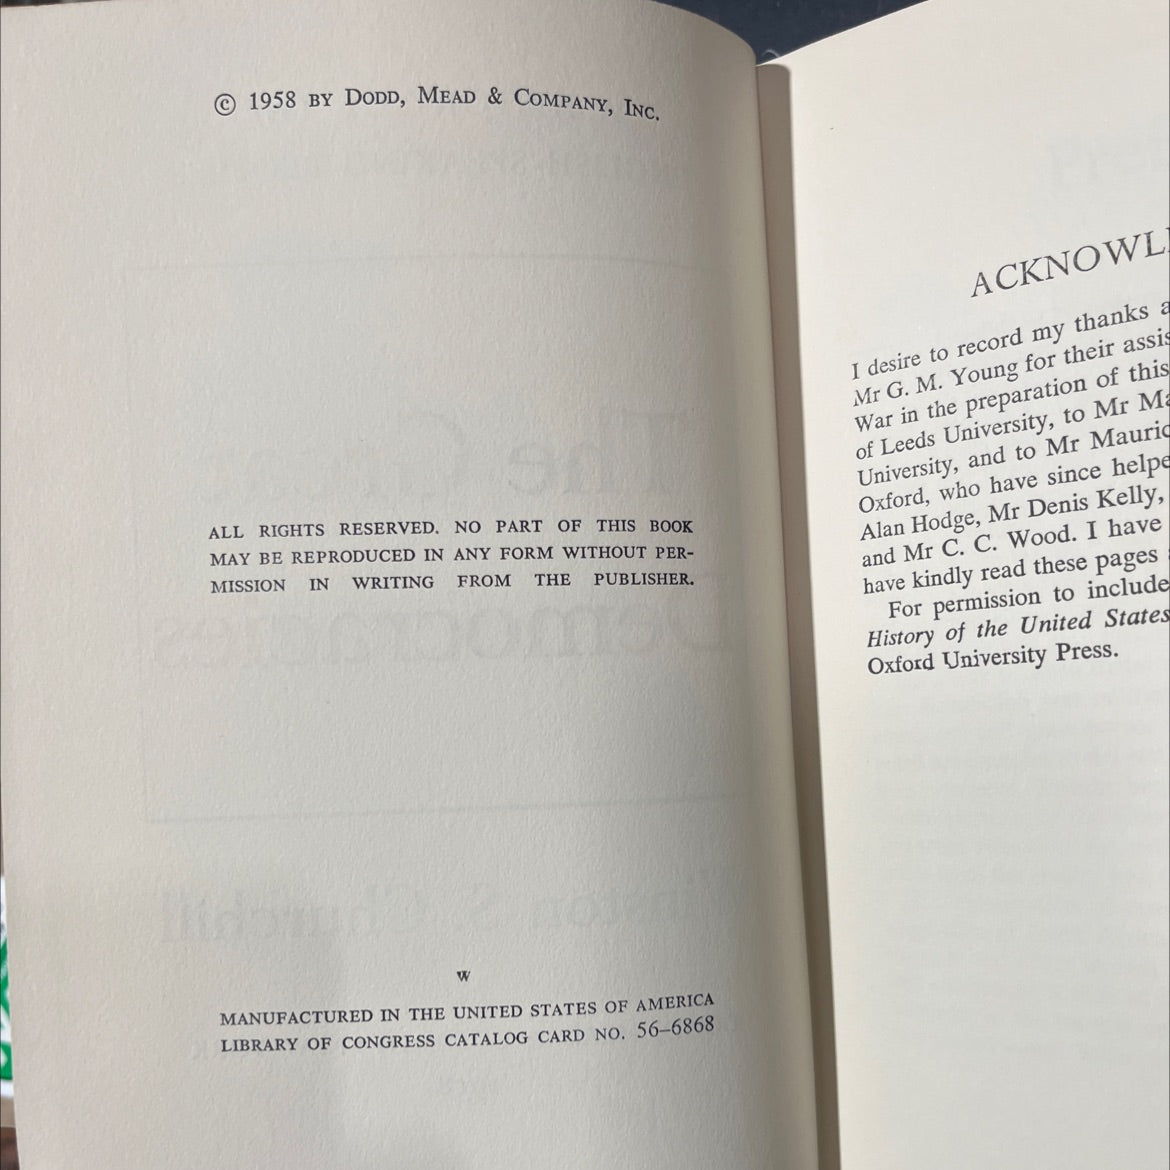 © 1958 BY DODD, MEAD & COMPANY, INC.
ALL RIGHTS RESERVED. NO PART OF THIS BOOK
MAY BE REPRODUCED IN ANY FORM WITHOUT PER-
MISSION IN WRITING FROM THE PUBLISHER.
W
MANUFACTURED IN THE UNITED STATES OF AMERICA
LIBRARY OF CONGRESS CATALOG CARD NO. 56–6868
ACKNOWL
I desire to record my thanks a
Mr G. M. Young for their assis
War in the preparation of this
of Leeds University, to Mr Ma
University, and to Mr Mauric
Oxford, who have since helpe
Alan Hodge, Mr Denis Kelly,
and Mr C. C. Wood. I have
have kindly read these pages
For permission to include
History of the United States
Oxford University Press.